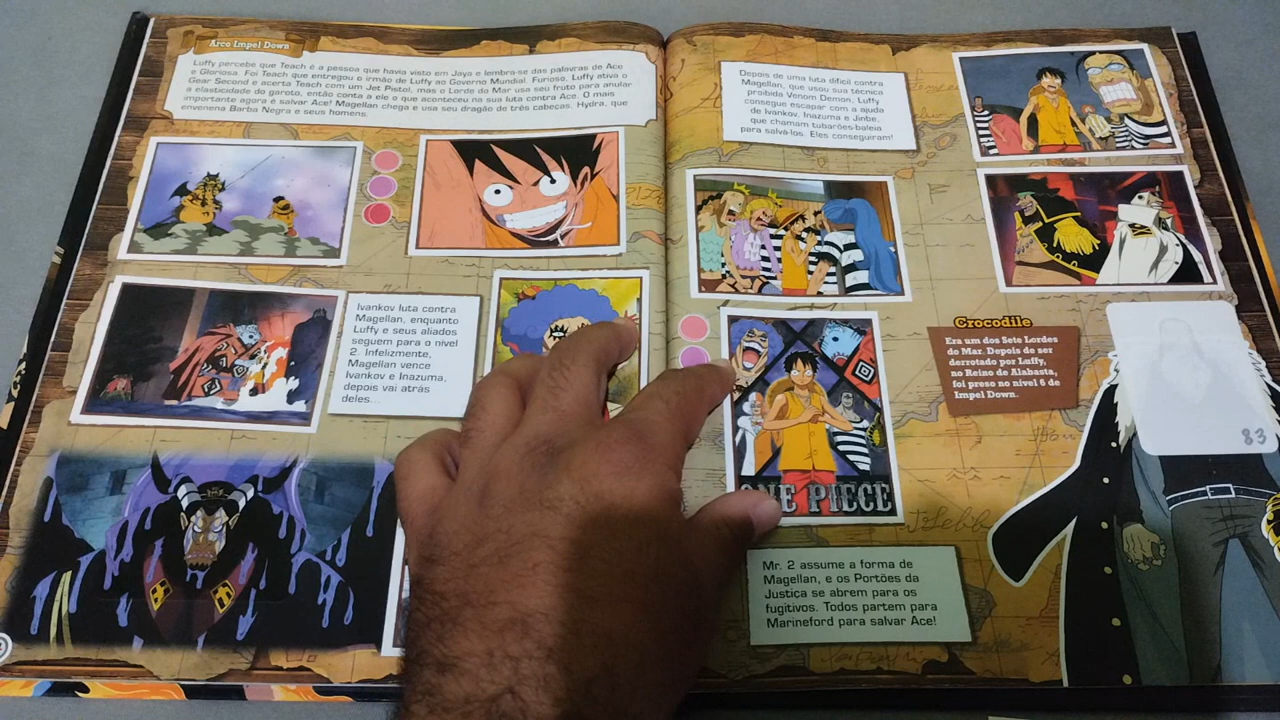 Arco Impel Down
Luffy percebe que Teach é a pessoa que havia visto em Jaya e lembra-se das palavras de Ace
e Gloriosa. Foi Teach que entregou o irmão de Luffy ao Governo Mundial. Furioso, Luffy ativa o
Gear Second e acerta Teach com um Jet Pistol, mas o Lorde do Mar usa seu fruto para anular
a elasticidade do garoto, então conta a ele o que aconteceu na sua luta contra Ace. O mais
importante agora é salvar Ace! Magellan chega e usa seu dragão de três cabeças, Hydra, que
envenena Barba Negra e seus homens.
Ivankov luta contra
Magellan, enquanto
Luffy e seus aliados
seguem para o nível
2. Infelizmente,
Magellan vence
Ivankov e Inazuma,
depois vai atrás
deles...
Depois de uma luta difícil contra
Magellan, que usou sua técnica
proibida Venom Demon, Luffy
consegue escapar com a ajuda
de Ivankov, Inazuma e Jinbe,
que chamam tubarões-baleia
para salvá-los. Eles conseguiram!
Crocodile
Era um dos Sete Lordes
do Mar. Depois de ser
derrotado por Luffy,
no Reino de Alabasta,
foi preso no nível 6 de
Impel Down.
83
ONE PIECE
Mr. 2 assume a forma de
Magellan, e os Portões da
Justiça se abrem para os
fugitivos. Todos partem para
Marineford para salvar Ace!